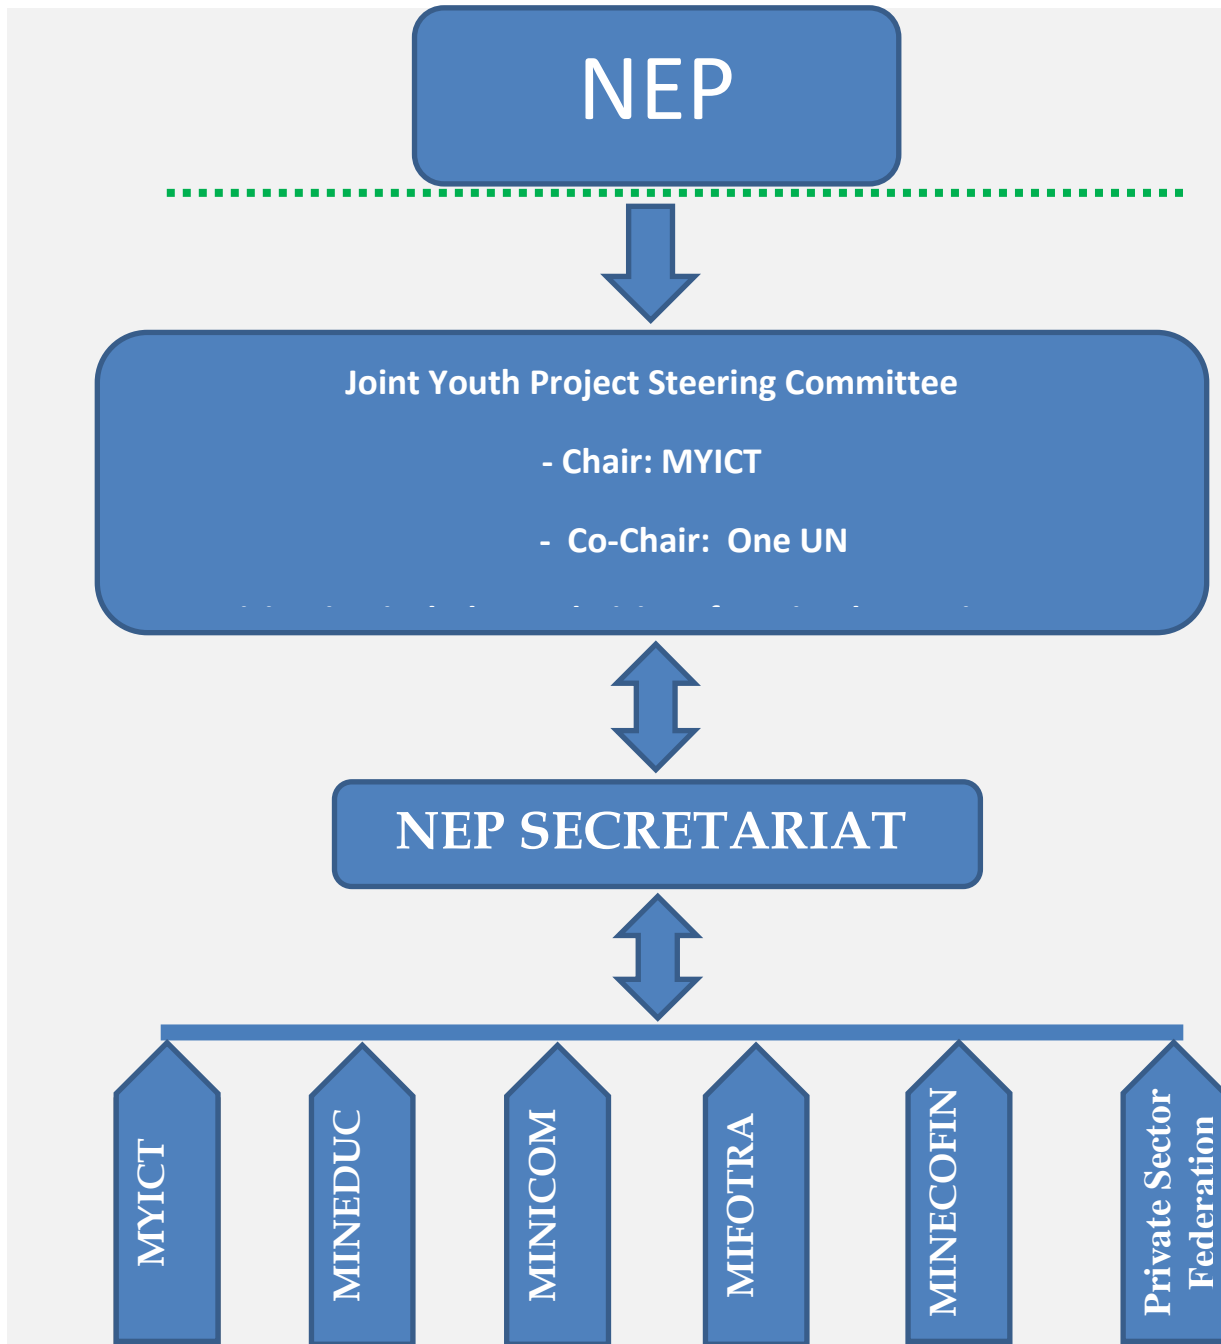 NEP
Joint Youth Project Steering Committee
- Chair: MYICT
- Co-Chair: One UN
NEP SECRETARIAT
MYICT
MINEDUC
MINICOM
MIFOTRA
MINECOFIN
Private Sector
Federation